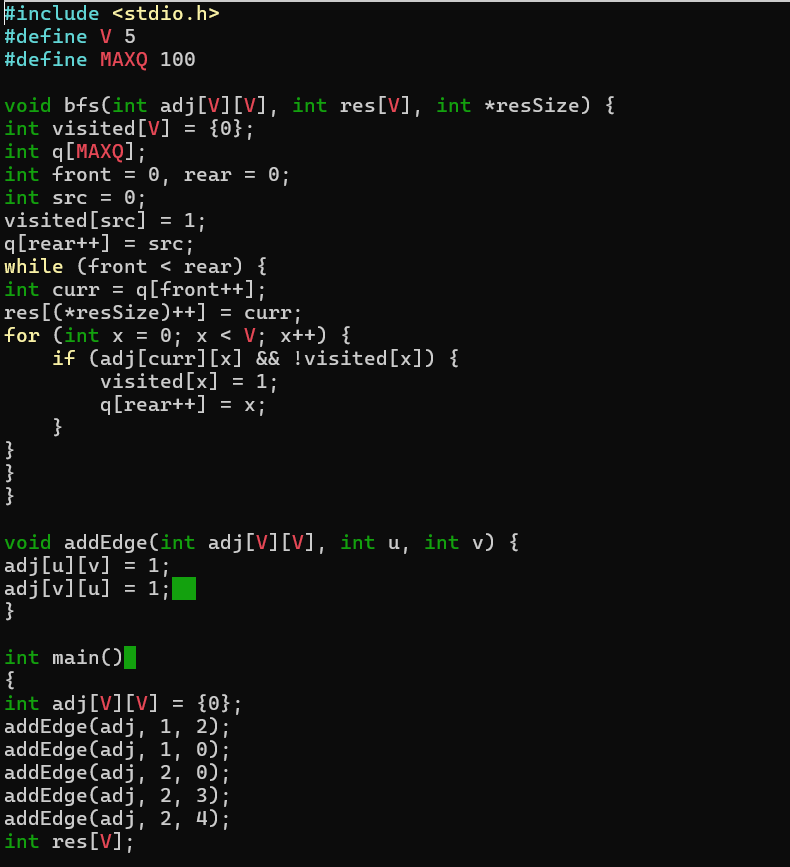 #include <stdio.h>
#define V 5
#define MAXQ 100

void bfs(int adj[V][V], int res[V], int *resSize) {
int visited[V] = {0};
int q[MAXQ];
int front = 0, rear = 0;
int src = 0;
visited[src] = 1;
q[rear++] = src;
while (front < rear) {
int curr = q[front++];
res[(*resSize)++] = curr;
for (int x = 0; x < V; x++) {
    if (adj[curr][x] && !visited[x]) {
        visited[x] = 1;
        q[rear++] = x;
    }
}
}
}

void addEdge(int adj[V][V], int u, int v) {
adj[u][v] = 1;
adj[v][u] = 1;
}

int main()
{
int adj[V][V] = {0};
addEdge(adj, 1, 2);
addEdge(adj, 1, 0);
addEdge(adj, 2, 0);
addEdge(adj, 2, 3);
addEdge(adj, 2, 4);
int res[V];